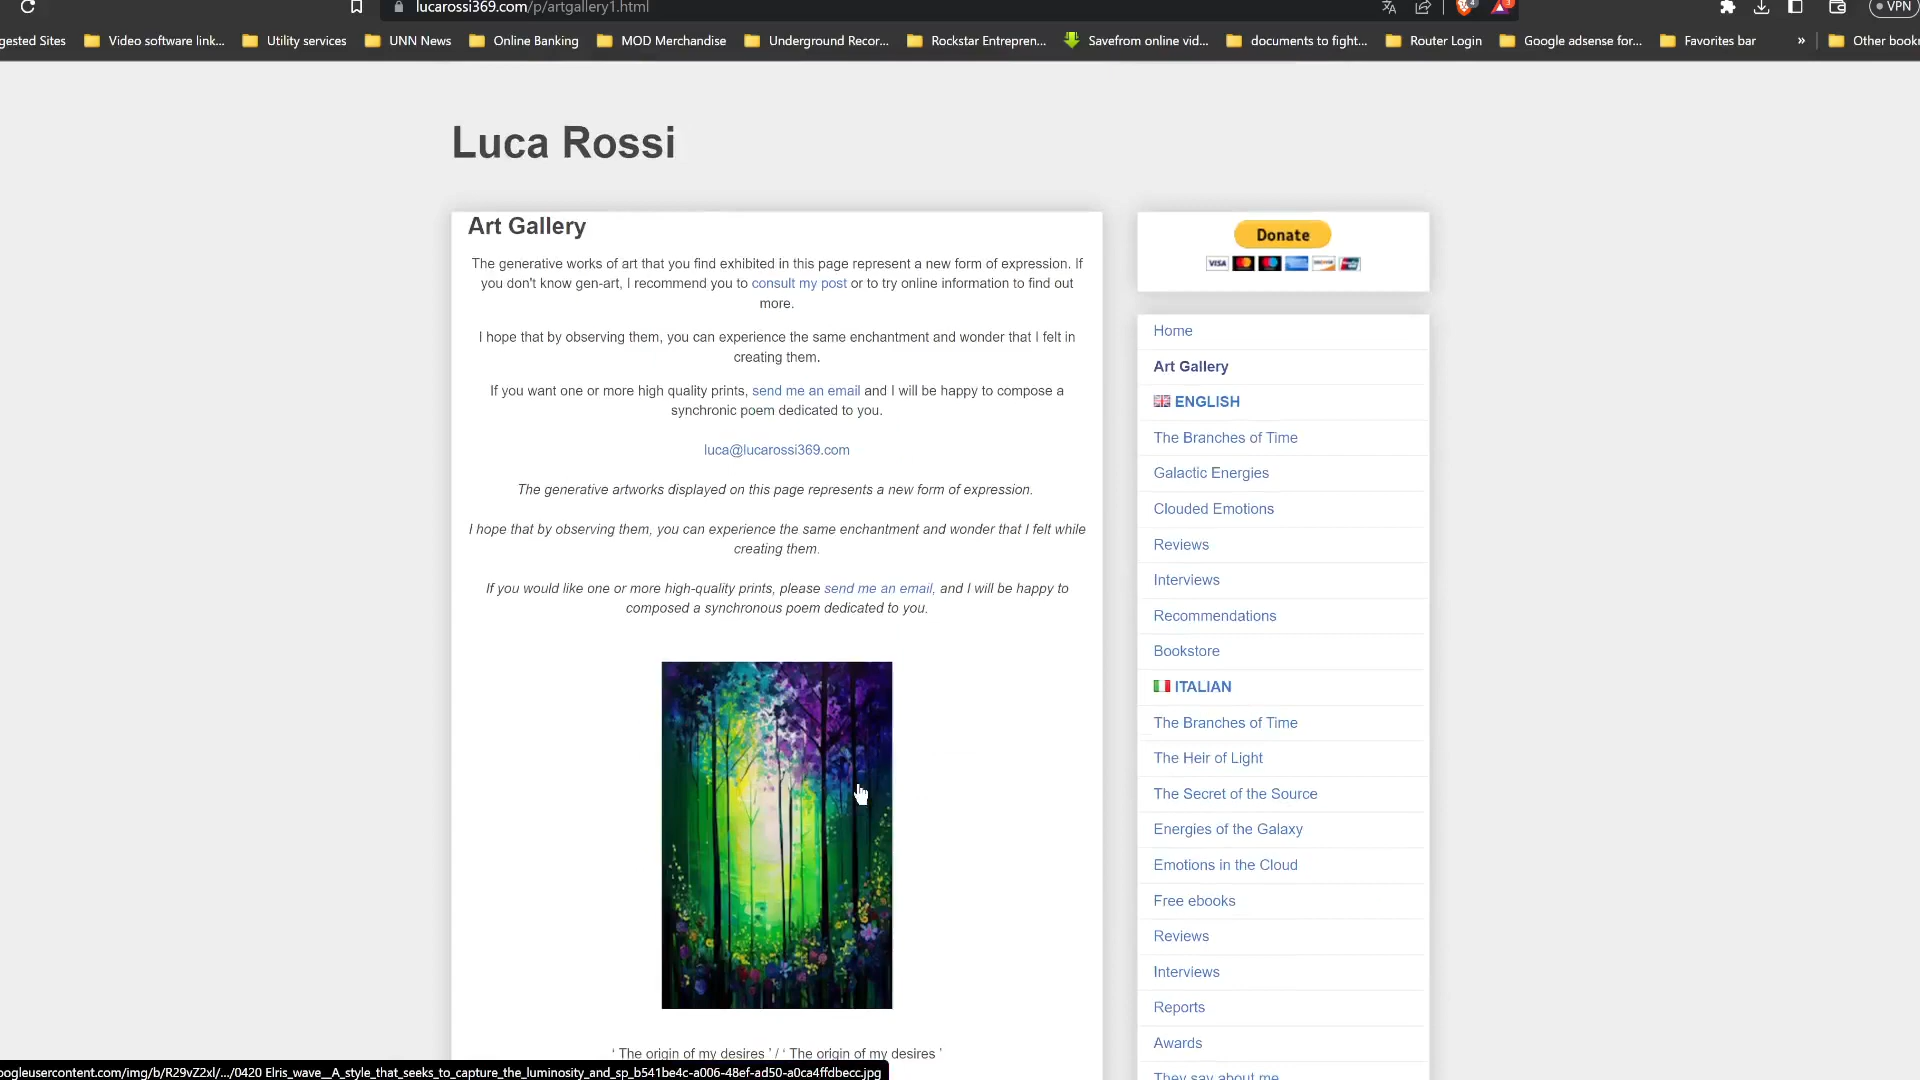 lucarossi369.com/p/artgallery1.html
VPN
gested Sites
Video software link...
Utility services
UNN News
Online Banking
MOD Merchandise
Underground Recor...
Rockstar Entrepren...
Savefrom online vid...
documents to fight...
Router Login
Google adsense for...
Favorites bar
»
Other bookn
Luca Rossi
Art Gallery
The generative works of art that you find exhibited in this page represent a new form of expression. If
you don't know gen-art, I recommend you to consult my post or to try online information to find out
more.
I hope that by observing them, you can experience the same enchantment and wonder that I felt in
creating them.
If you want one or more high quality prints, send me an email and I will be happy to compose a
synchronic poem dedicated to you.
luca@lucarossi369.com
The generative artworks displayed on this page represents a new form of expression.
I hope that by observing them, you can experience the same enchantment and wonder that I felt while
creating them.
If you would like one or more high-quality prints, please send me an email, and I will be happy to
composed a synchronous poem dedicated to you.
‘ The origin of my desires ’ / ‘ The origin of my desires ’
Donate
VISA
Home
Art Gallery
ENGLISH
The Branches of Time
Galactic Energies
Clouded Emotions
Reviews
Interviews
Recommendations
Bookstore
ITALIAN
The Branches of Time
The Heir of Light
The Secret of the Source
Energies of the Galaxy
Emotions in the Cloud
Free ebooks
Reviews
Interviews
Reports
Awards
They say about me
oogleusercontent.com/img/b/R29vZ2xl/.../0420 Elris_wave__A_style_that_seeks_to_capture_the_luminosity_and_sp_b541be4c-a006-48ef-ad50-a0ca4ffdbecc.jpg